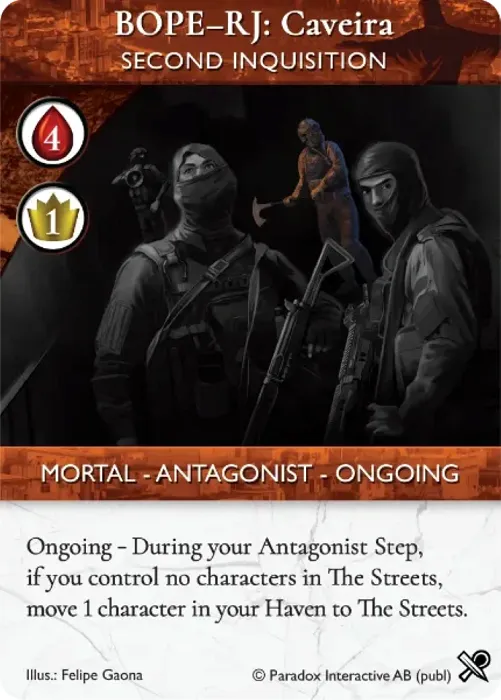 BOPE–RJ: Caveira
SECOND INQUISITION
4
1
MORTAL - ANTAGONIST - ONGOING
Ongoing – During your Antagonist Step,
if you control no characters in The Streets,
move 1 character in your Haven to The Streets.
Illus.: Felipe Gaona
© Paradox Interactive AB (publ)